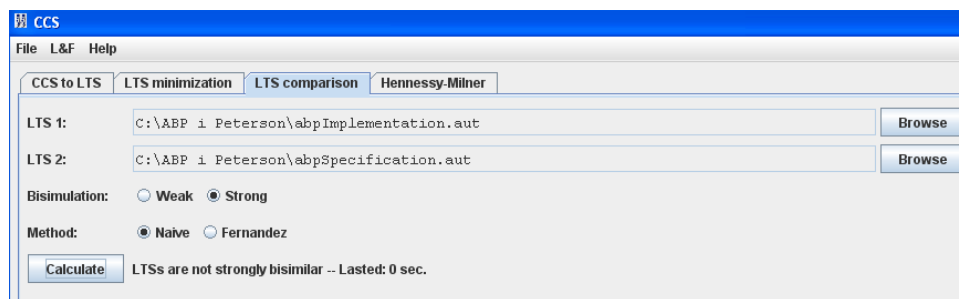 CCS
File L&F Help
CCS to LTS LTS minimization LTS comparison Hennessy-Milner
LTS 1: C:\ABP i Peterson\abpImplementation.aut Browse
LTS 2: C:\ABP i Peterson\abpSpecification.aut Browse
Bisimulation: Weak Strong
Method: Naive Fernandez
Calculate LTSs are not strongly bisimilar -- Lasted: 0 sec.